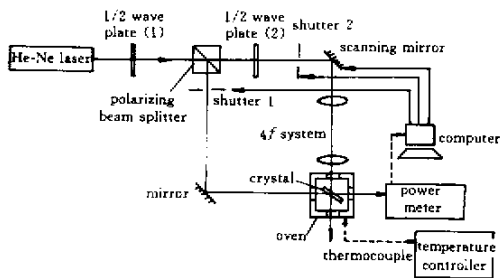 1/2 wave
plate (1)
1/2 wave
plate (2)
shutter 2
scanning mirror
He-Ne laser
polarizing
beam splitter
shutter 1
computer
4f system
crystal
mirror
power
meter
oven
thermocouple
temperature
controller